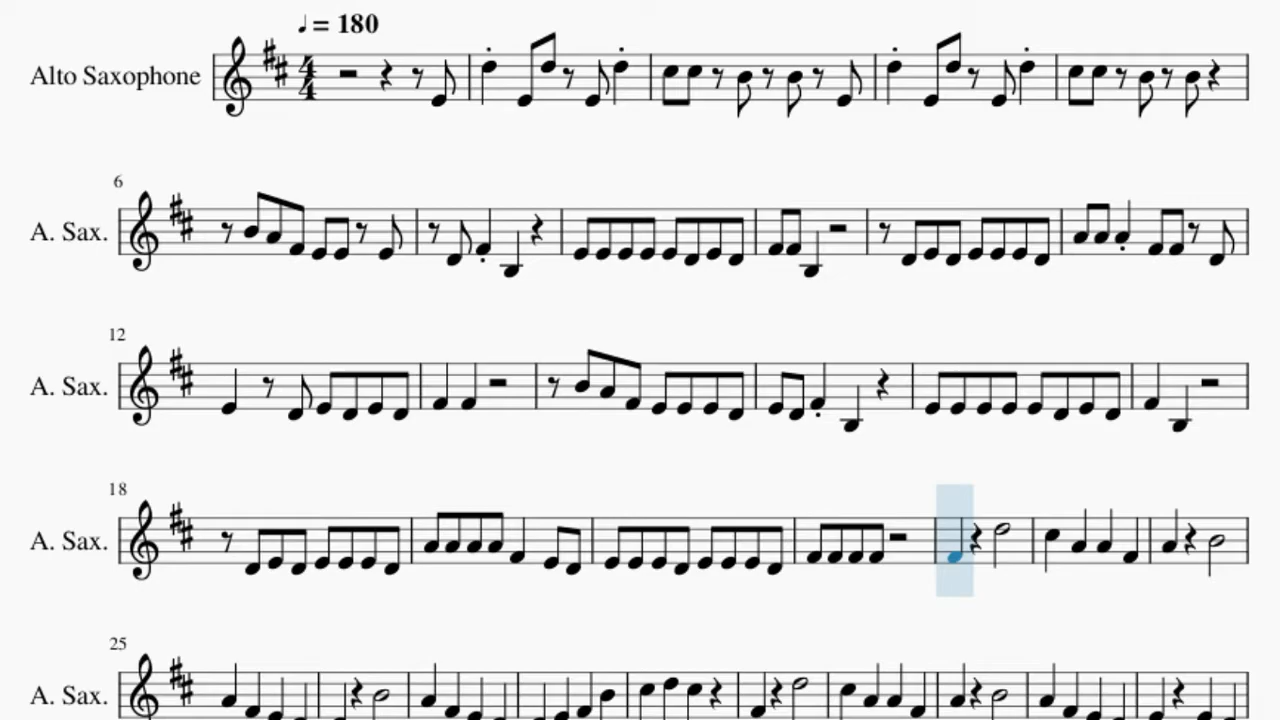 ♩ = 180
Alto Saxophone 4/4
6
A. Sax.
12
A. Sax.
18
A. Sax.
25
A. Sax.